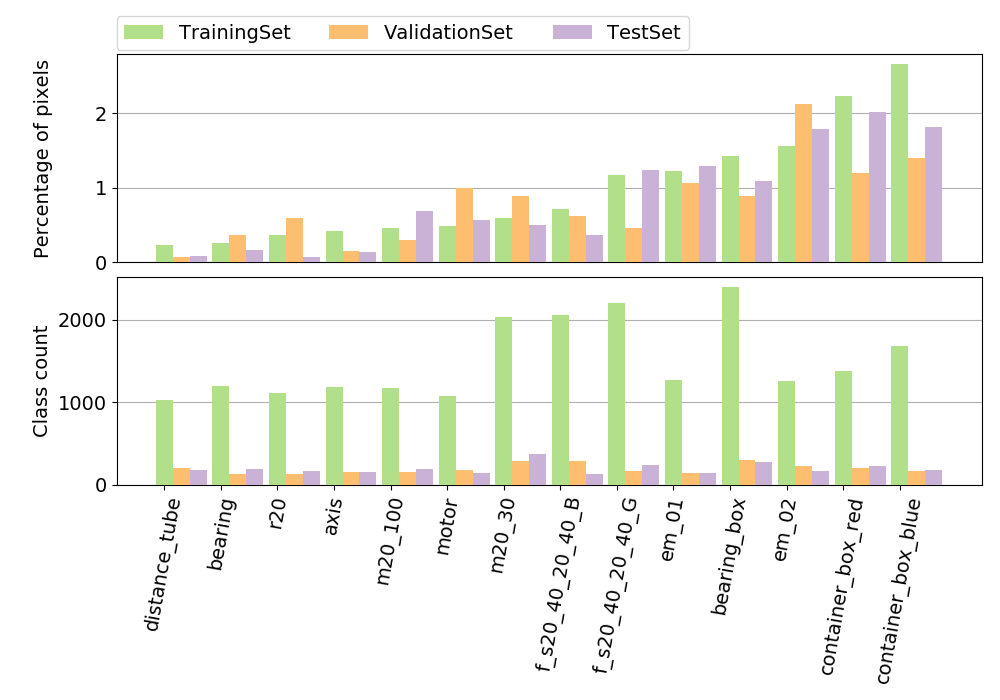 TrainingSet ValidationSet TestSet
Percentage of pixels
2
1
0
Class count
2000
1000
0
distance_tube
bearing
r20
axis
m20_100
motor
m20_30
f_s20_40_20_40_B
f_s20_40_20_40_G
em_01
bearing_box
em_02
container_box_red
container_box_blue